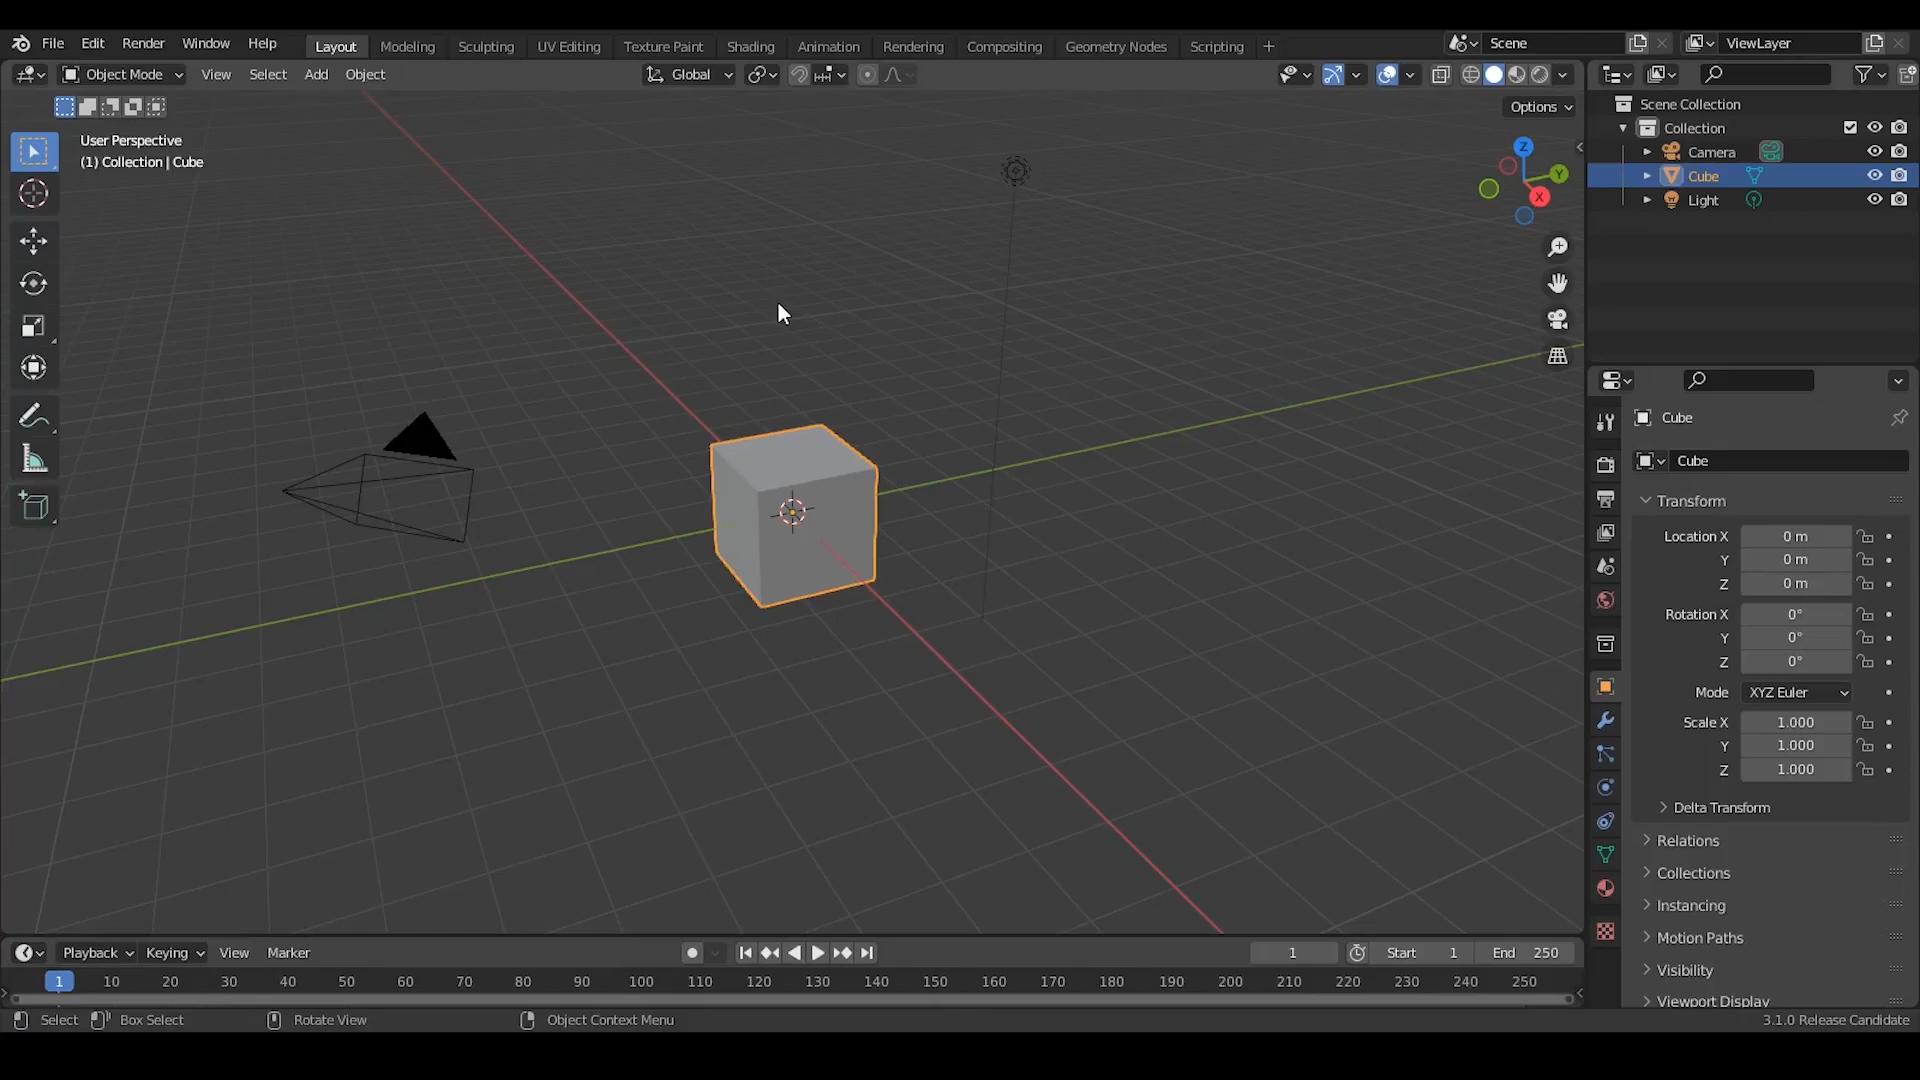 File Edit Render Window Help Layout Modeling Sculpting UV Editing Texture Paint Shading Animation Rendering Compositing Geometry Nodes Scripting + Scene ViewLayer
Object Mode View Select Add Object Global
Options
User Perspective
(1) Collection | Cube
Z
Y
X
Scene Collection
Collection
Camera
Cube
Light
Cube
Cube
Transform
Location X 0 m
Y 0 m
Z 0 m
Rotation X 0°
Y 0°
Z 0°
Mode XYZ Euler
Scale X 1.000
Y 1.000
Z 1.000
Delta Transform
Relations
Collections
Instancing
Motion Paths
Visibility
Viewport Display
Playback Keying View Marker 1 Start 1 End 250
1 10 20 30 40 50 60 70 80 90 100 110 120 130 140 150 160 170 180 190 200 210 220 230 240 250
Select Box Select Rotate View Object Context Menu 3.1.0 Release Candidate